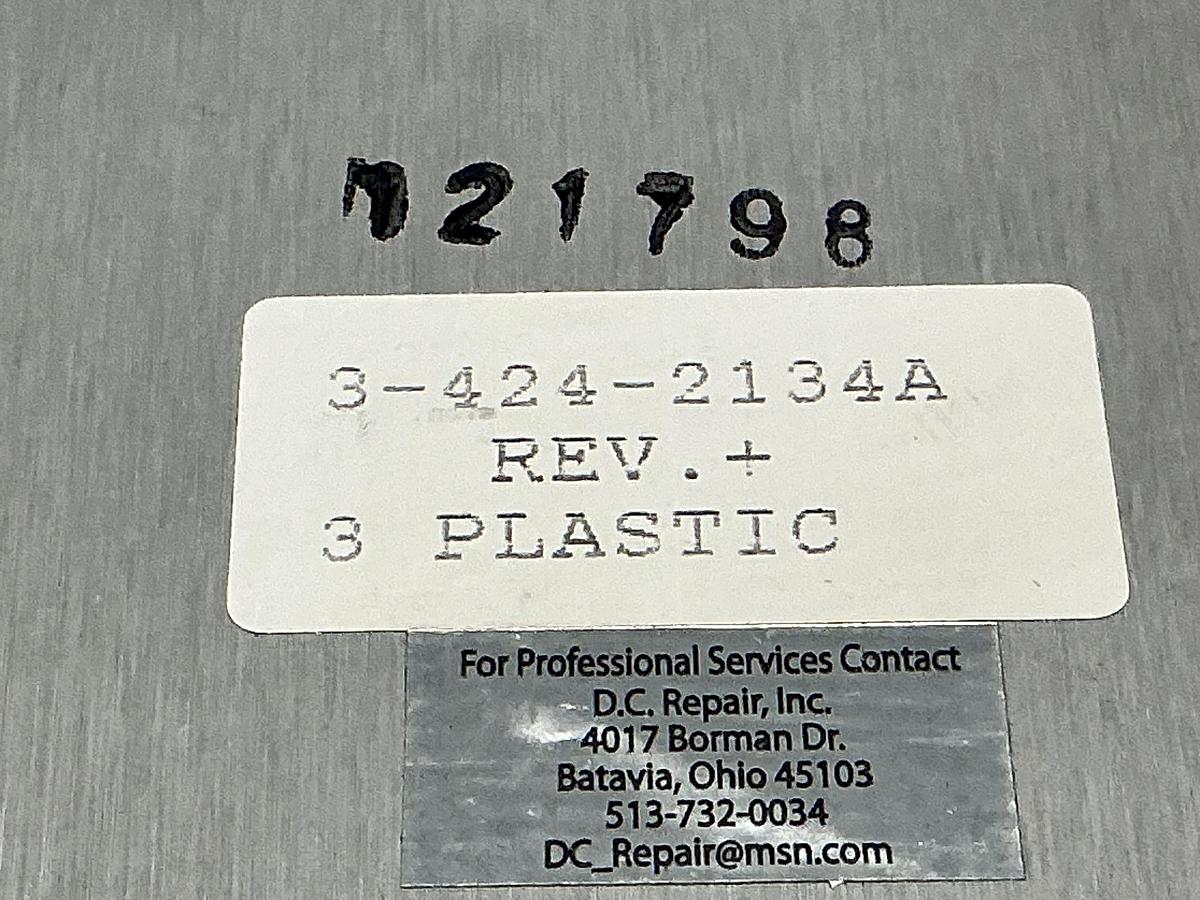 3-424-2134A
REV.+
3 PLASTIC
For Professional Services Contact
D.C. Repair, Inc.
4017 Borman Dr.
Batavia, Ohio 45103
513-732-0034
DC_Repair@msn.com